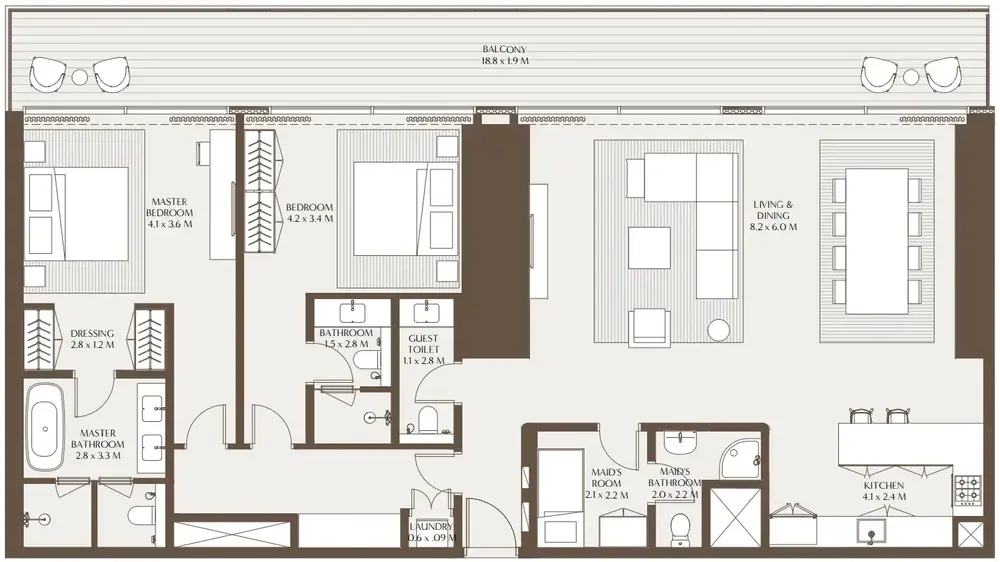 BALCONY
18.8 x 1.9 M
MASTER
BEDROOM
4.1 x 3.6 M
BEDROOM
4.2 x 3.4 M
LIVING &
DINING
8.2 x 6.0 M
DRESSING
2.8 x 1.2 M
BATHROOM
1.5 x 2.8 M
GUEST
TOILET
1.1 x 2.8 M
MASTER
BATHROOM
2.8 x 3.3 M
MAID'S
ROOM
2.1 x 2.2 M
MAID'S
BATHROOM
2.0 x 2.2 M
KITCHEN
4.1 x 2.4 M
LAUNDRY
0.6 x .09 M